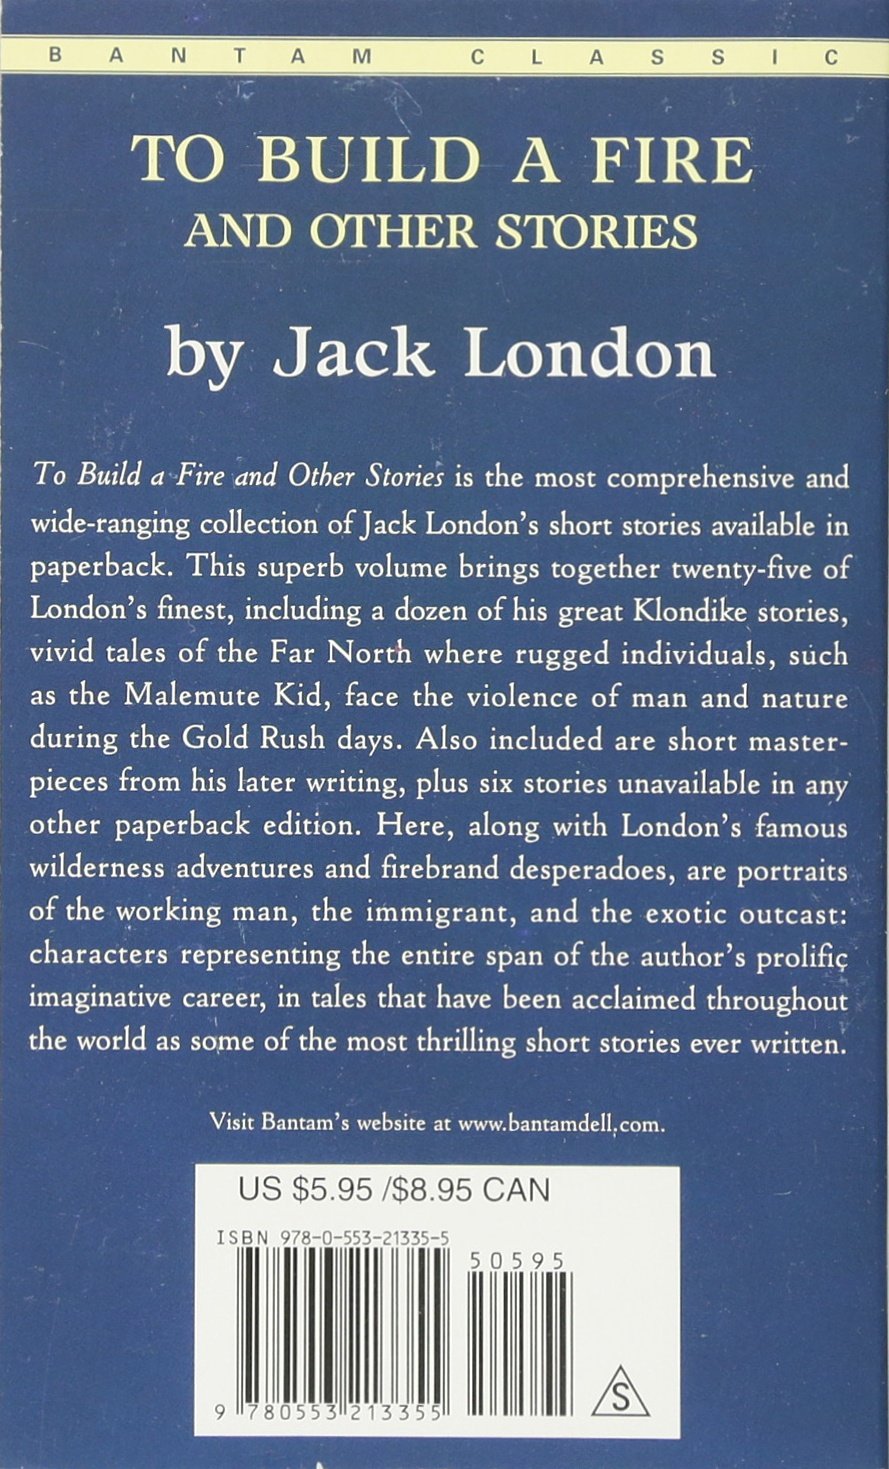 BANTAM CLASSIC
TO BUILD A FIRE
AND OTHER STORIES
by Jack London
To Build a Fire and Other Stories is the most comprehensive and
wide-ranging collection of Jack London's short stories available in
paperback. This superb volume brings together twenty-five of
London's finest, including a dozen of his great Klondike stories,
vivid tales of the Far North where rugged individuals, such
as the Malemute Kid, face the violence of man and nature
during the Gold Rush days. Also included are short master-
pieces from his later writing, plus six stories unavailable in any
other paperback edition. Here, along with London's famous
wilderness adventures and firebrand desperadoes, are portraits
of the working man, the immigrant, and the exotic outcast:
characters representing the entire span of the author's prolific
imaginative career, in tales that have been acclaimed throughout
the world as some of the most thrilling short stories ever written.
Visit Bantam's website at www.bantamdell.com.
US $5.95 /$8.95 CAN
ISBN 978-0-553-21335-5
50595
9 780553 213355
S